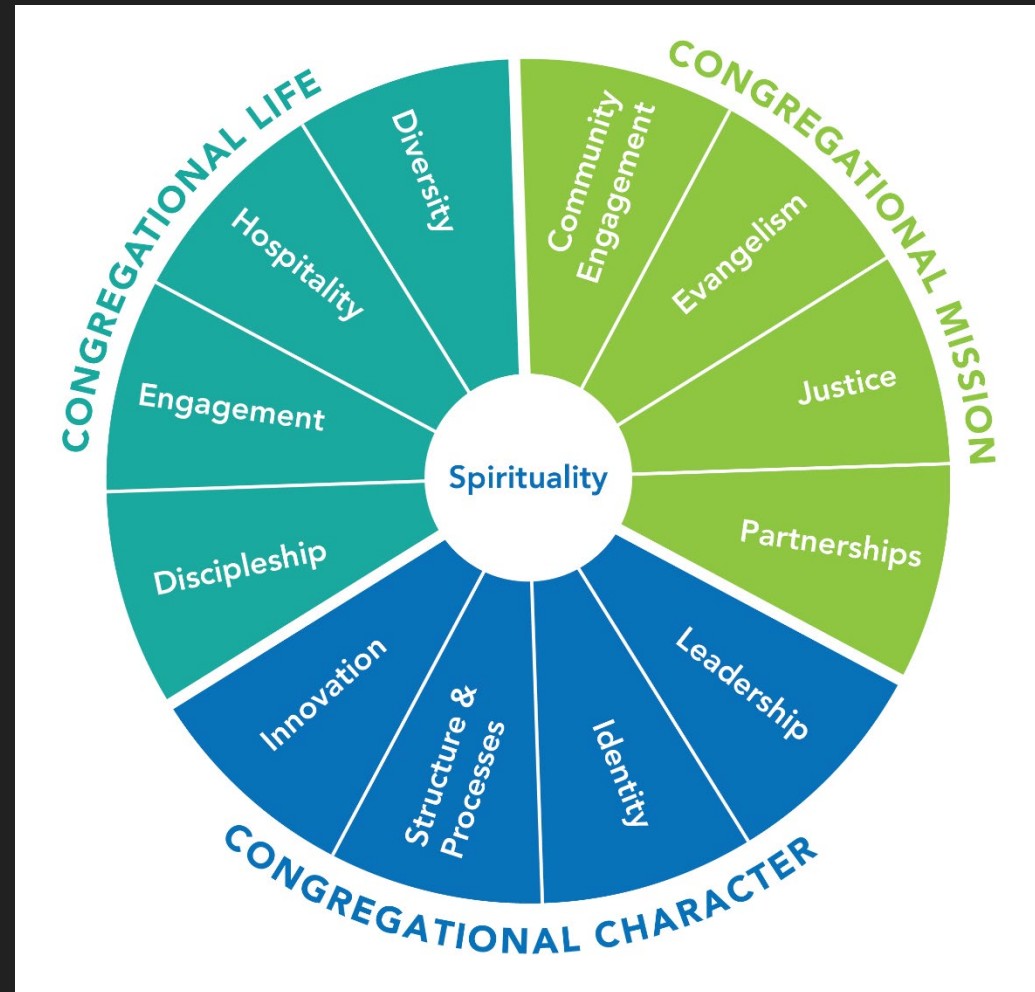 CONGREGATIONAL LIFE
Diversity
Hospitality
Engagement
Discipleship
CONGREGATIONAL MISSION
Community
Engagement
Evangelism
Justice
Partnerships
Spirituality
Innovation
Structure &
Processes
Identity
Leadership
CONGREGATIONAL CHARACTER